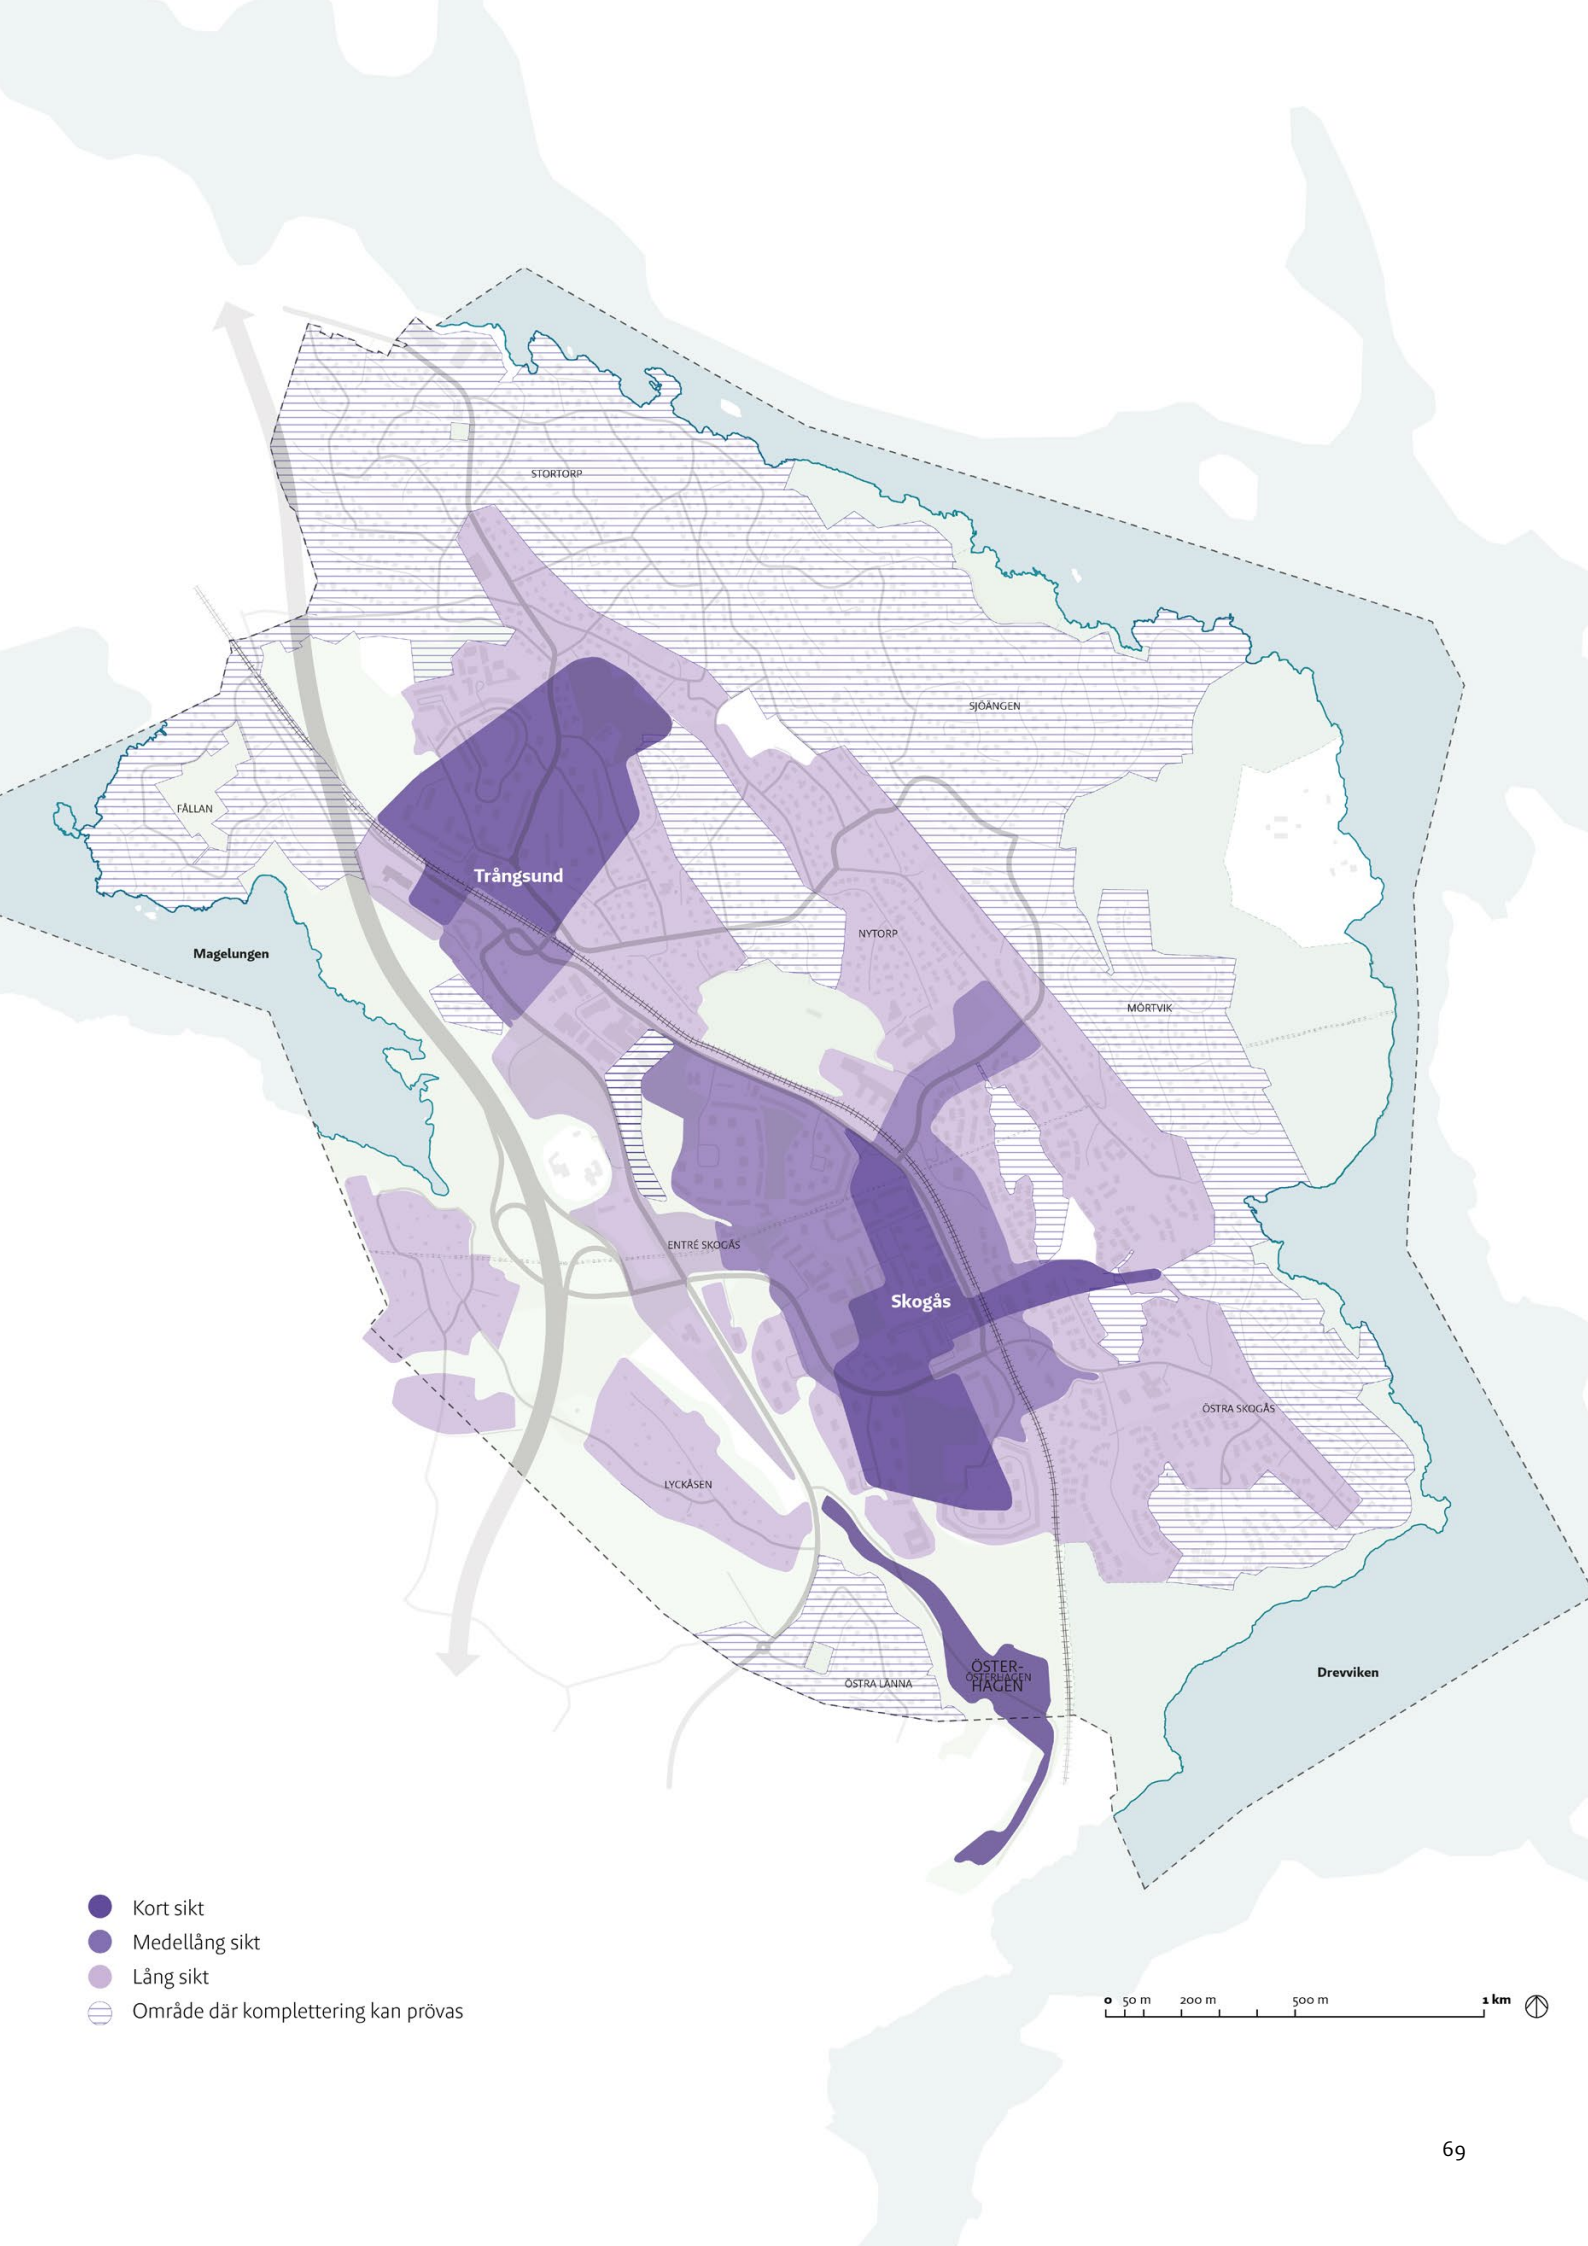 STORTORP
SJÖÄNGEN
FÅLLAN
Trångsund
NYTORP
Magelungen
MÖRTVIK
ENTRÉ SKOGÅS
Skogås
ÖSTRA SKOGÅS
LYCKÅSEN
ÖSTER-
ÖSTERHAGEN
HAGEN
ÖSTRA LÄNNA
Drevviken
Kort sikt
Medellång sikt
Lång sikt
Område där komplettering kan prövas
0 50 m 200 m 500 m 1 km
69